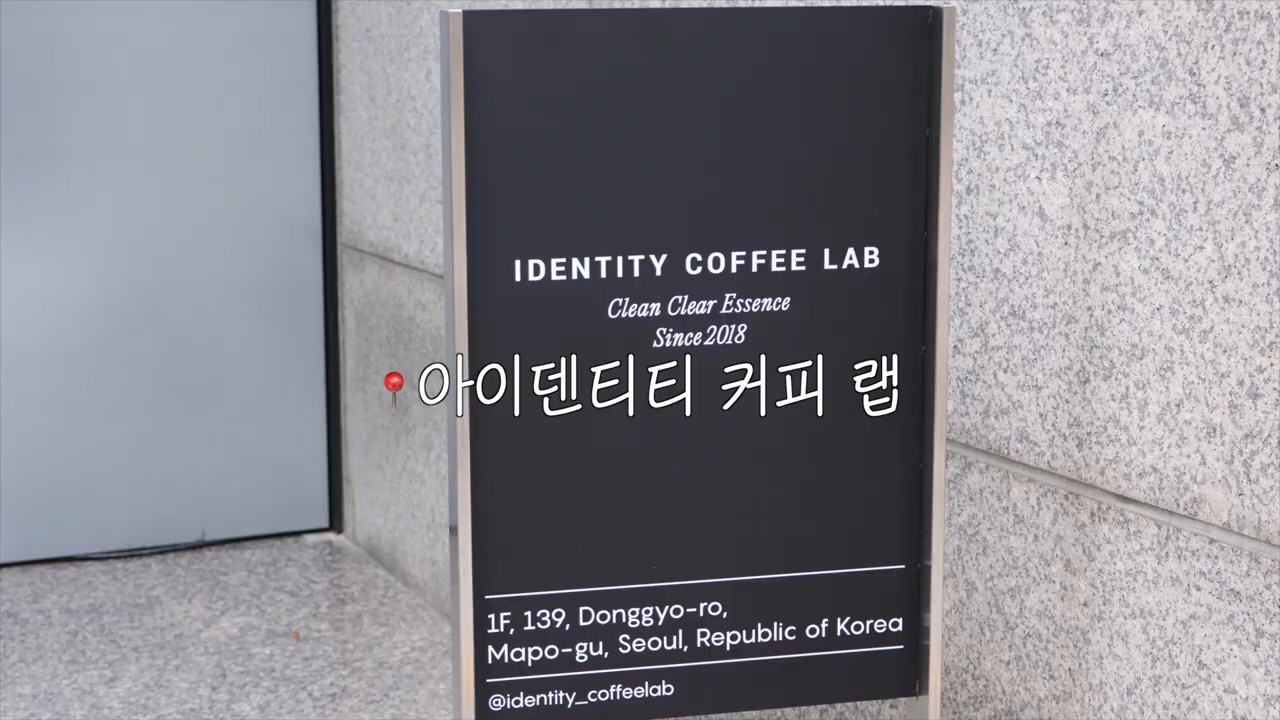 IDENTITY COFFEE LAB
Clean Clear Essence
Since 2018
📍아이덴티티 커피 랩
1F, 139, Donggyo-ro,
Mapo-gu, Seoul, Republic of Korea
@identity_coffeelab